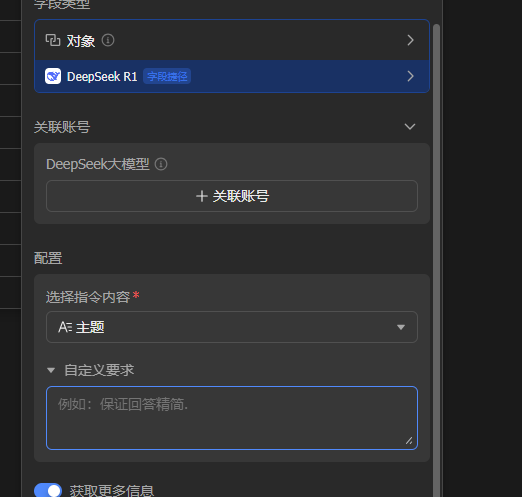 字段类型
对象
DeepSeek R1 字段捷径
关联账号
DeepSeek大模型
+ 关联账号
配置
选择指令内容*
A 主题
自定义要求
例如：保证回答精简.
获取更多信息